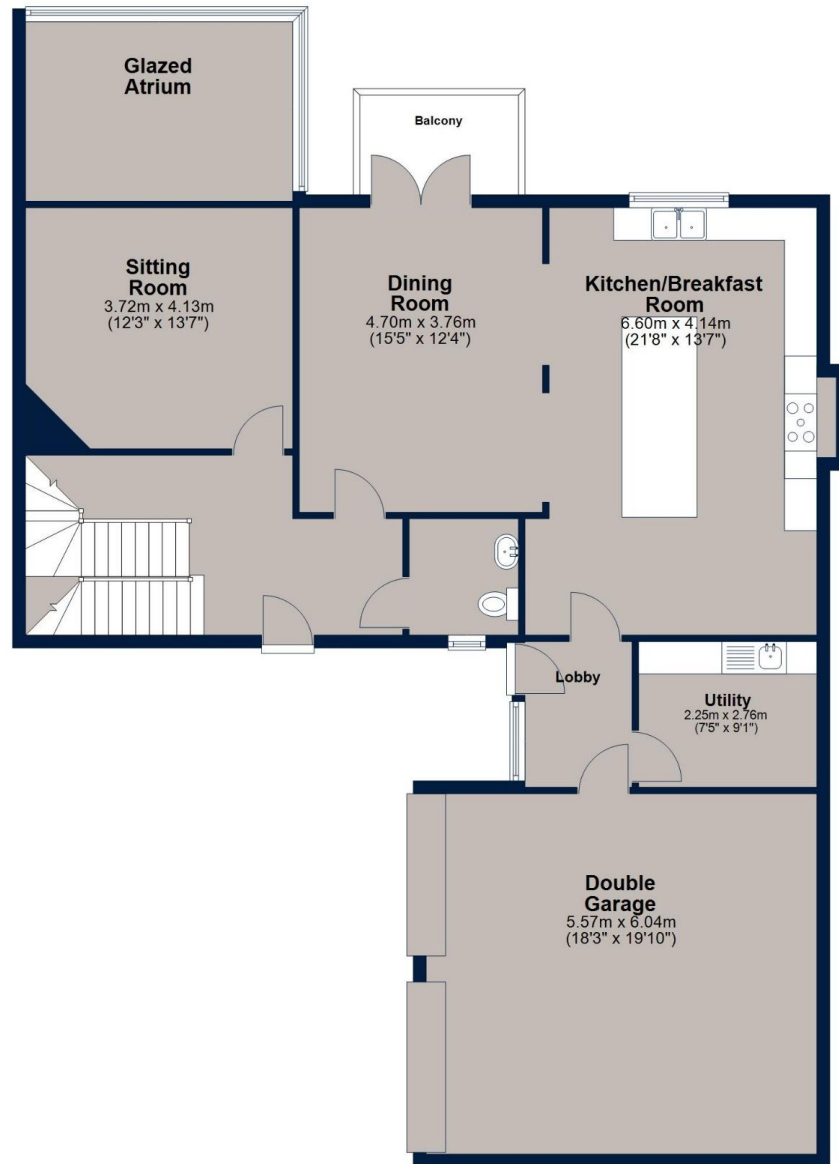 Glazed
Atrium
Balcony
Sitting
Room
3.72m x 4.13m
(12'3" x 13'7")
Dining
Room
4.70m x 3.76m
(15'5" x 12'4")
Kitchen/Breakfast
Room
6.60m x 4.14m
(21'8" x 13'7")
Lobby
Utility
2.25m x 2.76m
(7'5" x 9'1")
Double
Garage
5.57m x 6.04m
(18'3" x 19'10")